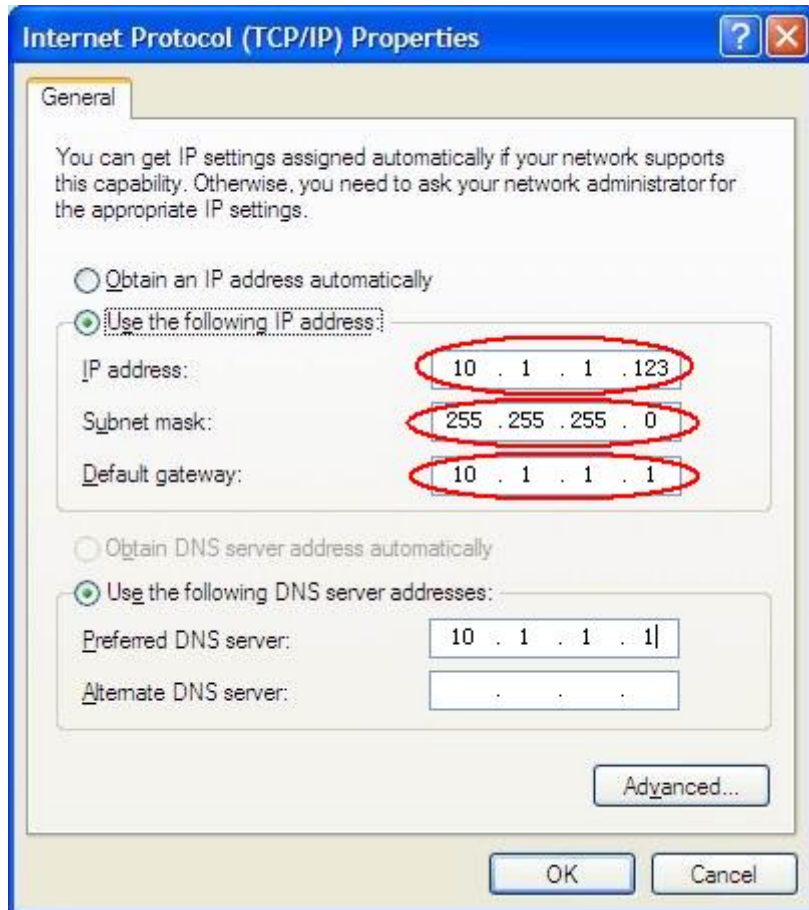 Internet Protocol (TCP/IP) Properties
General
You can get IP settings assigned automatically if your network supports
this capability. Otherwise, you need to ask your network administrator for
the appropriate IP settings.
Obtain an IP address automatically
Use the following IP address:
IP address: 10 . 1 . 1 . 123
Subnet mask: 255 . 255 . 255 . 0
Default gateway: 10 . 1 . 1 . 1
Obtain DNS server address automatically
Use the following DNS server addresses:
Preferred DNS server: 10 . 1 . 1 . 1
Alternate DNS server: . . .
Advanced...
OK Cancel